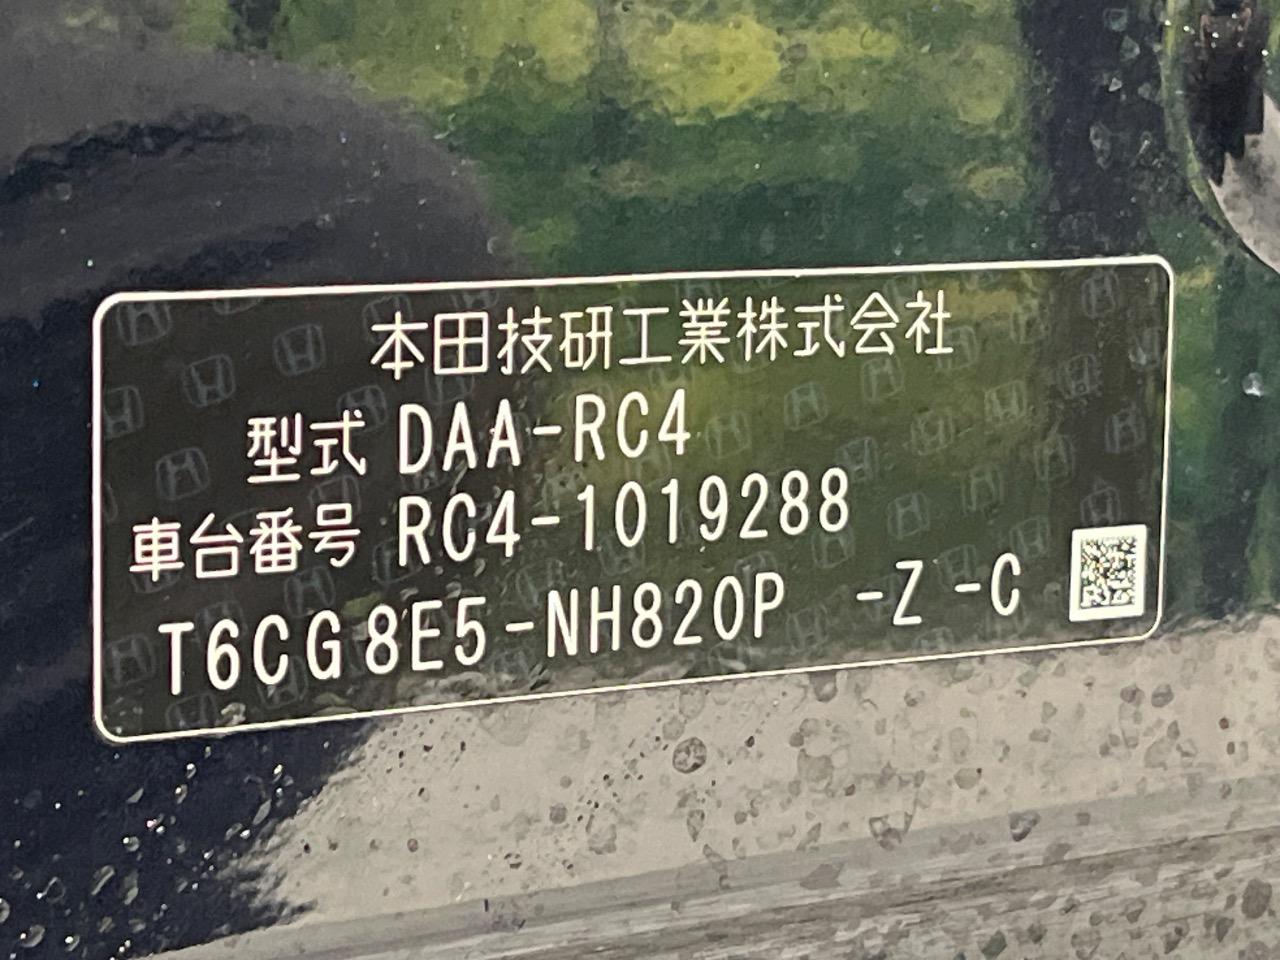 本田技研工業株式会社
型式 DAA-RC4
車台番号 RC4-1019288
T6CG8E5-NH820P -Z -C